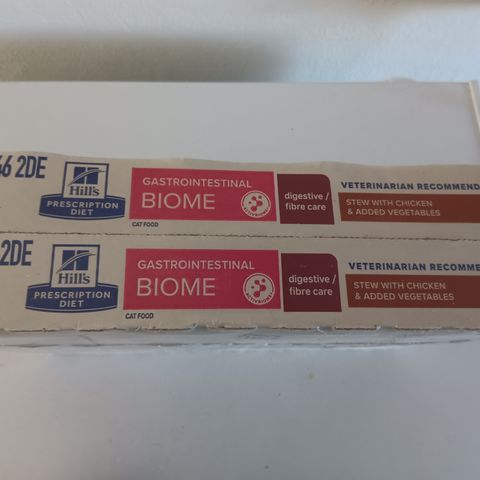 66 2DE
Hill's
PRESCRIPTION
DIET
GASTROINTESTINAL
BIOME
CAT FOOD
digestive /
fibre care
VETERINARIAN RECOMMEND
STEW WITH CHICKEN
& ADDED VEGETABLES
2DE
Hill's
PRESCRIPTION
DIET
GASTROINTESTINAL
BIOME
CAT FOOD
digestive /
fibre care
VETERINARIAN RECOMME
STEW WITH CHICKEN
& ADDED VEGETABLES